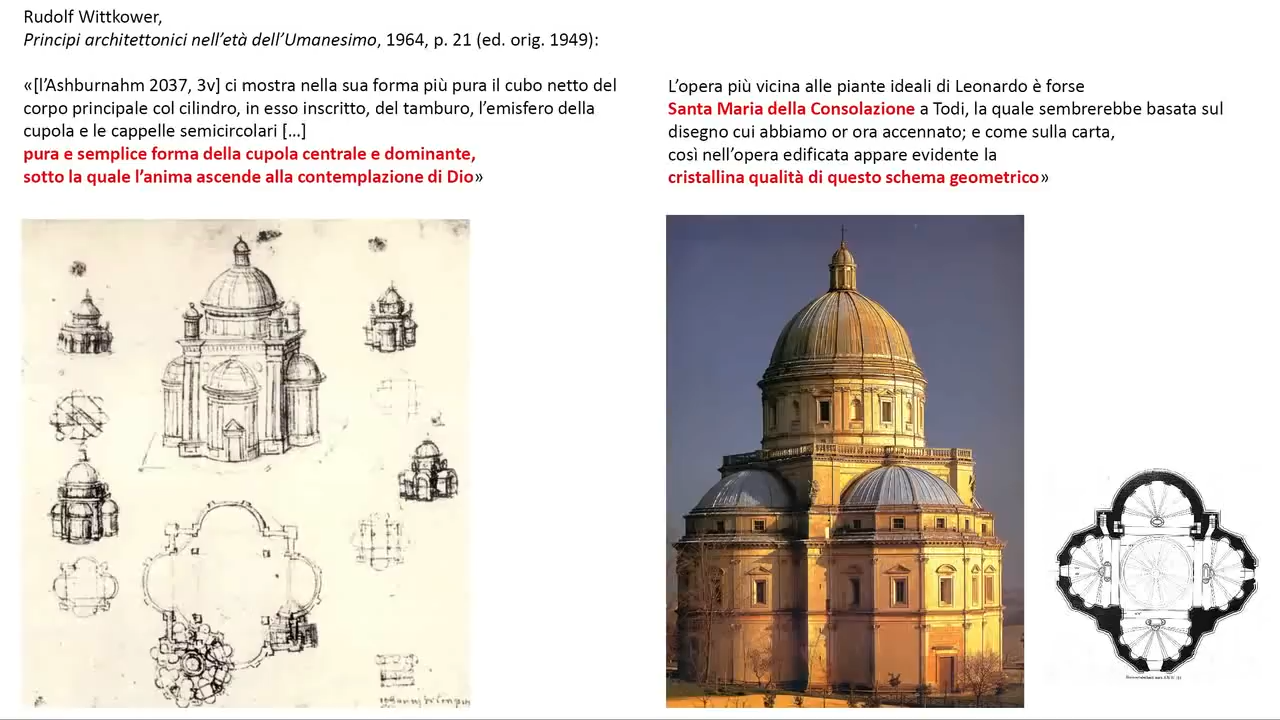 Rudolf Wittkower,
Principi architettonici nell'età dell'Umanesimo, 1964, p. 21 (ed. orig. 1949):
«[l'Ashburnahm 2037, 3v] ci mostra nella sua forma più pura il cubo netto del
corpo principale col cilindro, in esso inscritto, del tamburo, l'emisfero della
cupola e le cappelle semicircolari […]
pura e semplice forma della cupola centrale e dominante,
sotto la quale l'anima ascende alla contemplazione di Dio»
L'opera più vicina alle piante ideali di Leonardo è forse
Santa Maria della Consolazione a Todi, la quale sembrerebbe basata sul
disegno cui abbiamo or ora accennato; e come sulla carta,
così nell'opera edificata appare evidente la
cristallina qualità di questo schema geometrico»